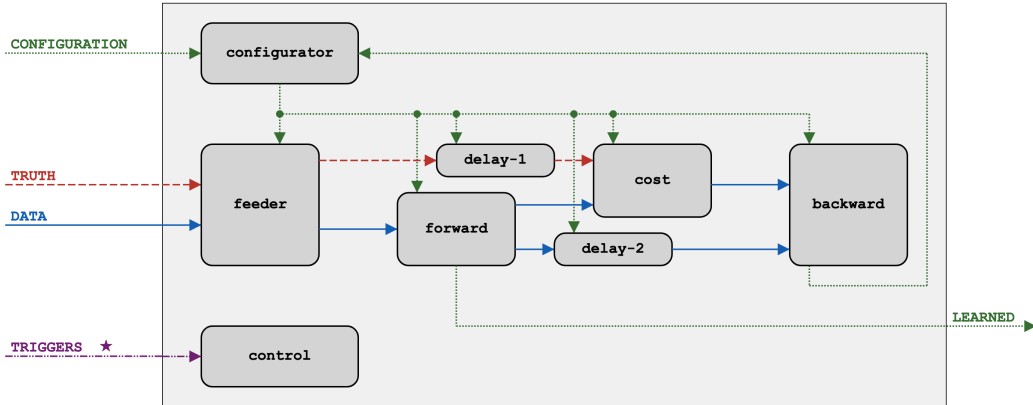 CONFIGURATION
configurator
delay-1
TRUTH
cost
feeder
backward
DATA
forward
delay-2
LEARNED
TRIGGERS ★
control